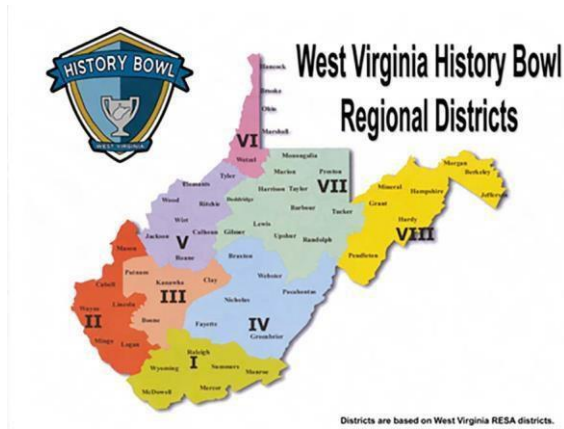 HISTORY BOWL
WEST VIRGINIA
West Virginia History Bowl
Regional Districts
Hancock
Brooke
Ohio
Marshall
VI
Wetzel
Monongalia
Tyler
Marion
Preston
Pleasants
Harrison
Taylor
VII
Doddridge
Wood
Ritchie
Barbour
Tucker
Wirt
Lewis
Jackson
Calhoun
Gilmer
Upshur
Randolph
V
Roane
Braxton
Morgan
Berkeley
Jefferson
Mineral
Hampshire
Grant
Hardy
VIII
Pendleton
Mason
Putnam
Cabell
Kanawha
Clay
Webster
Pocahontas
Wayne
Lincoln
III
Nicholas
II
Boone
Fayette
IV
Greenbrier
Mingo
Logan
Raleigh
I
Wyoming
Summers
Monroe
McDowell
Mercer
Districts are based on West Virginia RESA districts.